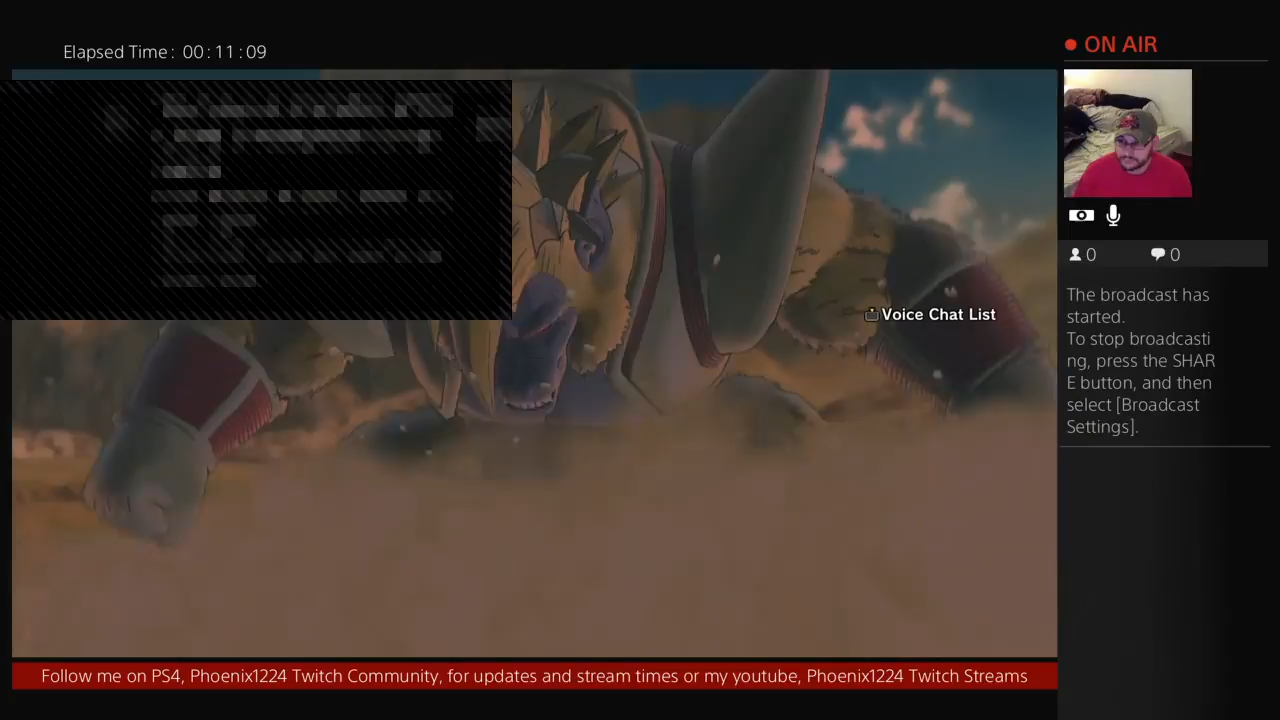 Elapsed Time: 00:11:09
ON AIR
0 0
Voice Chat List
The broadcast has
started.
To stop broadcasti
ng, press the SHAR
E button, and then
select [Broadcast
Settings].
Follow me on PS4, Phoenix1224 Twitch Community, for updates and stream times or my youtube, Phoenix1224 Twitch Streams